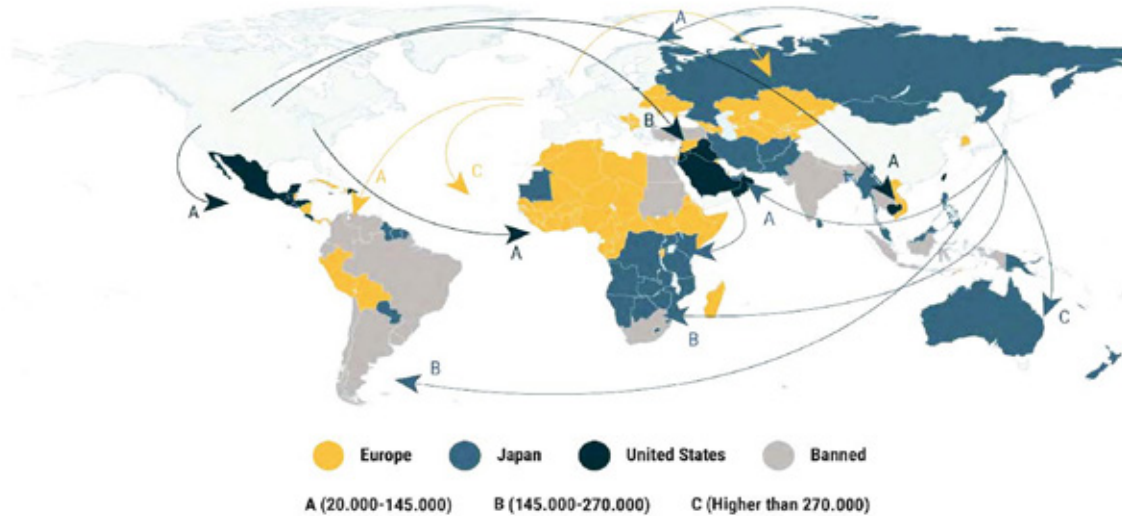 A
A
C
B
A
A
A
A
B
C
B
Europe
Japan
United States
Banned
A (20.000-145.000) B (145.000-270.000) C (Higher than 270.000)